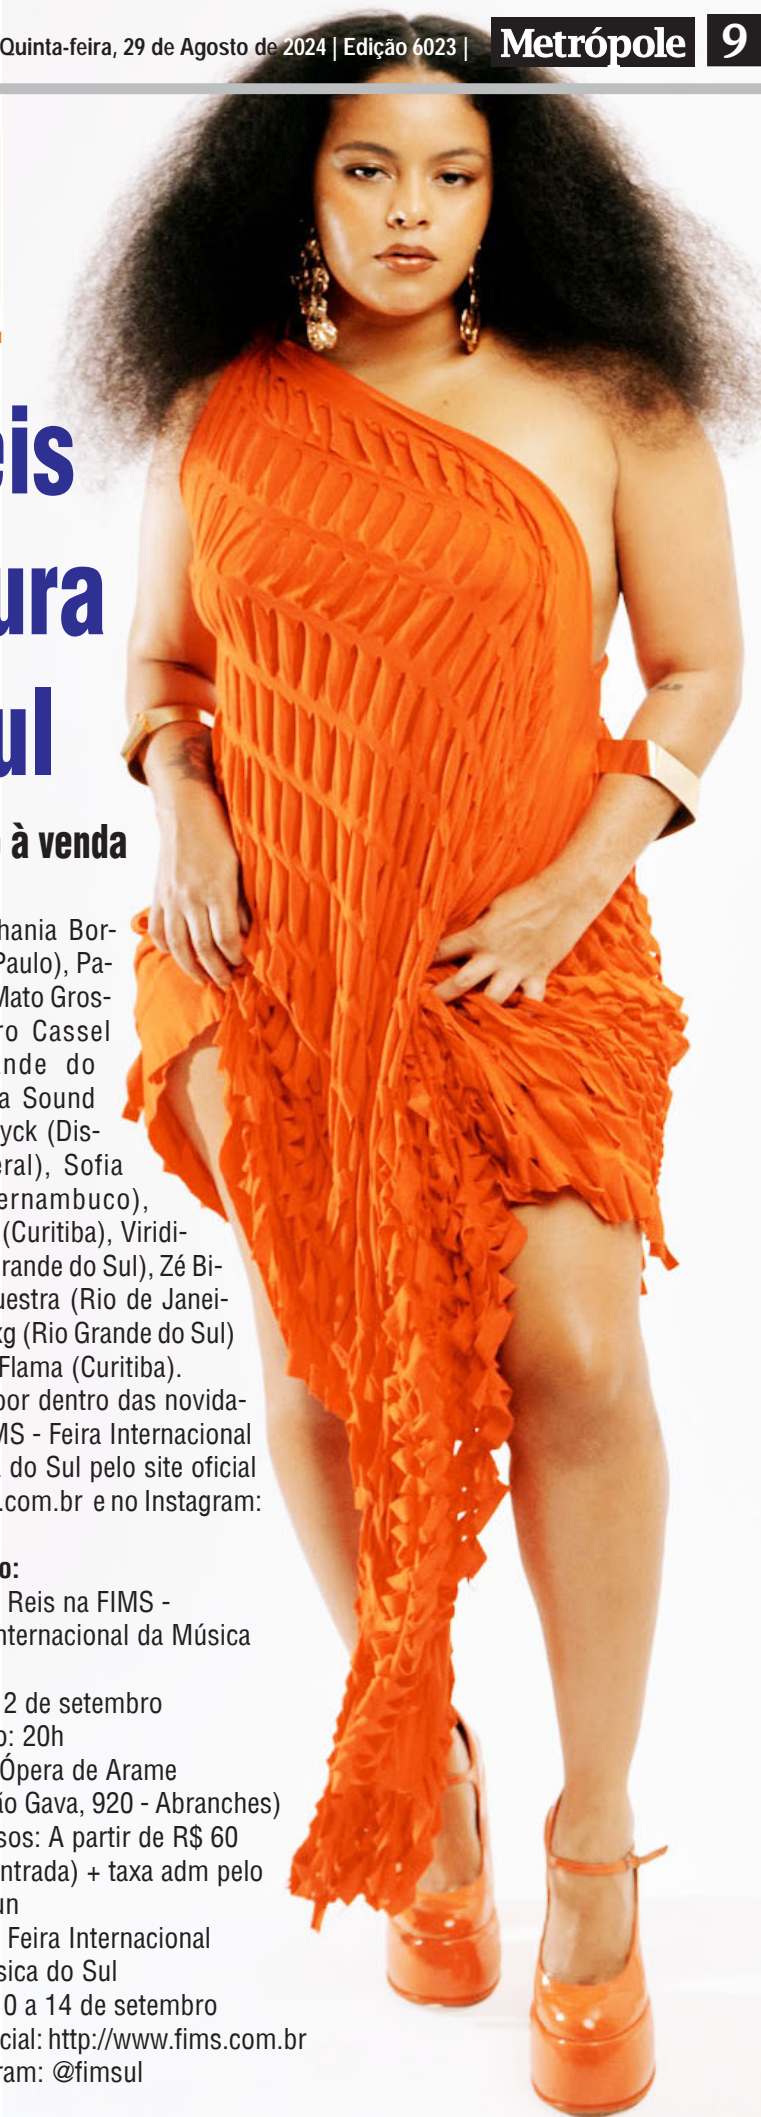 Quinta-feira, 29 de Agosto de 2024 | Edição 6023 |
Metrópole
9
eis
ura
ul
à venda
hania Bor-
Paulo), Pa-
Mato Gros-
ro Cassel
nde do
a Sound
yck (Dis-
eral), Sofia
ernambuco),
(Curitiba), Viridi-
rande do Sul), Zé Bi-
uestra (Rio de Janei-
xg (Rio Grande do Sul)
Flama (Curitiba).
por dentro das novida-
MS - Feira Internacional
do Sul pelo site oficial
.com.br e no Instagram:
o:
Reis na FIMS -
nternacional da Música
2 de setembro
o: 20h
Ópera de Arame
ão Gava, 920 - Abranches)
sos: A partir de R$ 60
ntrada) + taxa adm pelo
un
Feira Internacional
sica do Sul
0 a 14 de setembro
cial: http://www.fims.com.br
ram: @fimsul